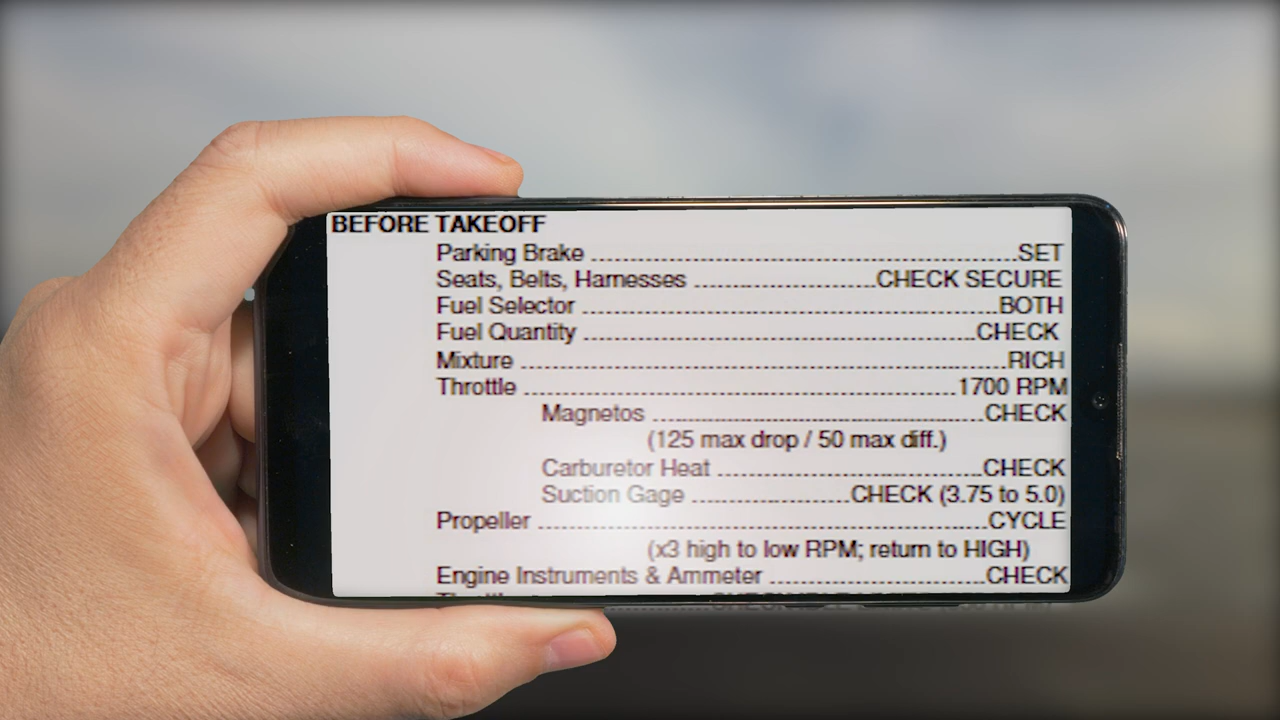 BEFORE TAKEOFF
Parking Brake ........................................................................SET
Seats, Belts, Harnesses ..............................CHECK SECURE
Fuel Selector .....................................................................BOTH
Fuel Quantity .................................................................CHECK
Mixture ................................................................................RICH
Throttle .......................................................................1700 RPM
Magnetos .......................................................CHECK
(125 max drop / 50 max diff.)
Carburetor Heat ............................................CHECK
Suction Gage ..........................CHECK (3.75 to 5.0)
Propeller ..........................................................................CYCLE
(x3 high to low RPM; return to HIGH)
Engine Instruments & Ammeter ....................................CHECK